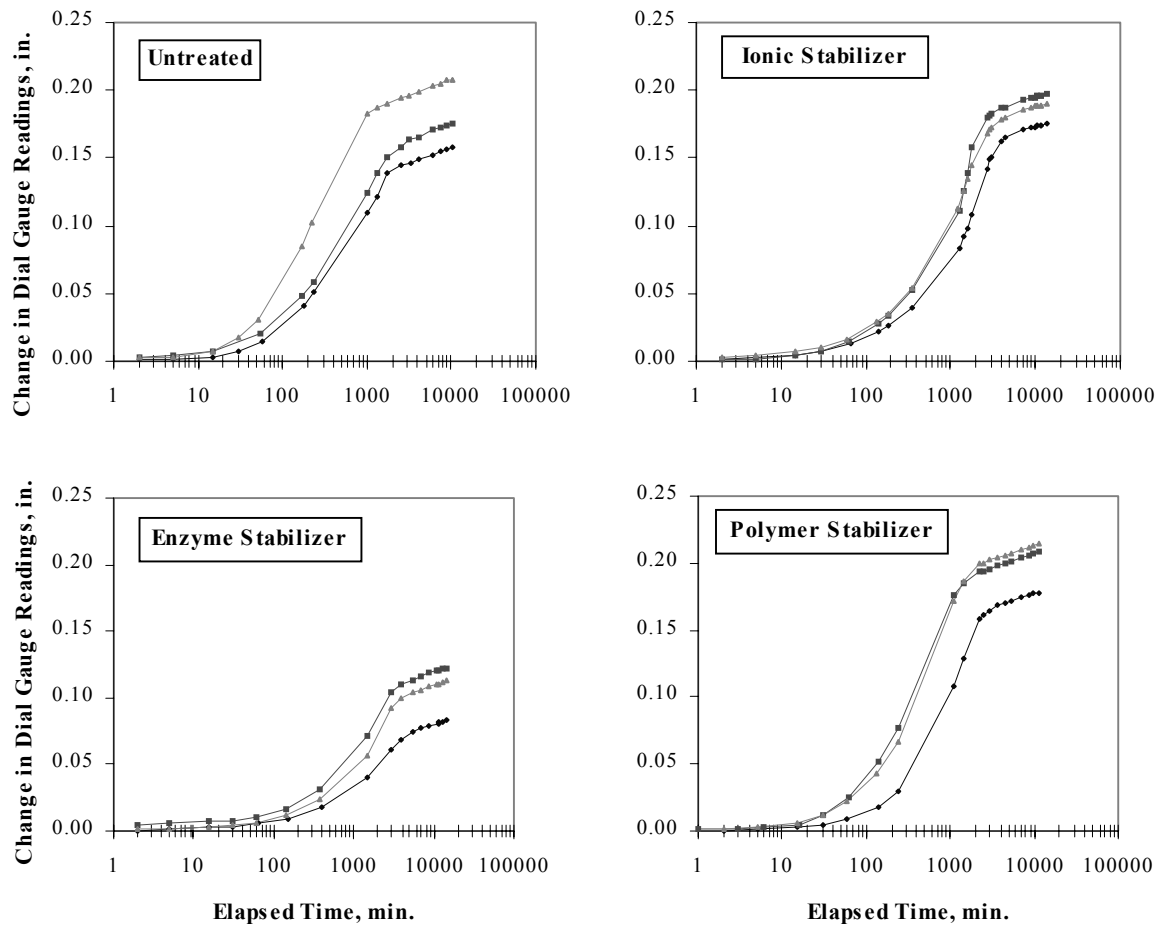 Change in Dial Gauge Readings, in.
0.25
0.20
0.15
0.10
0.05
0.00
Untreated
1 10 100 1000 10000 100000
0.25
0.20
0.15
0.10
0.05
0.00
Ionic Stabilizer
1 10 100 1000 10000 100000
Change in Dial Gauge Readings, in.
0.25
0.20
0.15
0.10
0.05
0.00
Enzyme Stabilizer
1 10 100 1000 10000 100000
Elapsed Time, min.
0.25
0.20
0.15
0.10
0.05
0.00
Polymer Stabilizer
1 10 100 1000 10000 100000
Elapsed Time, min.